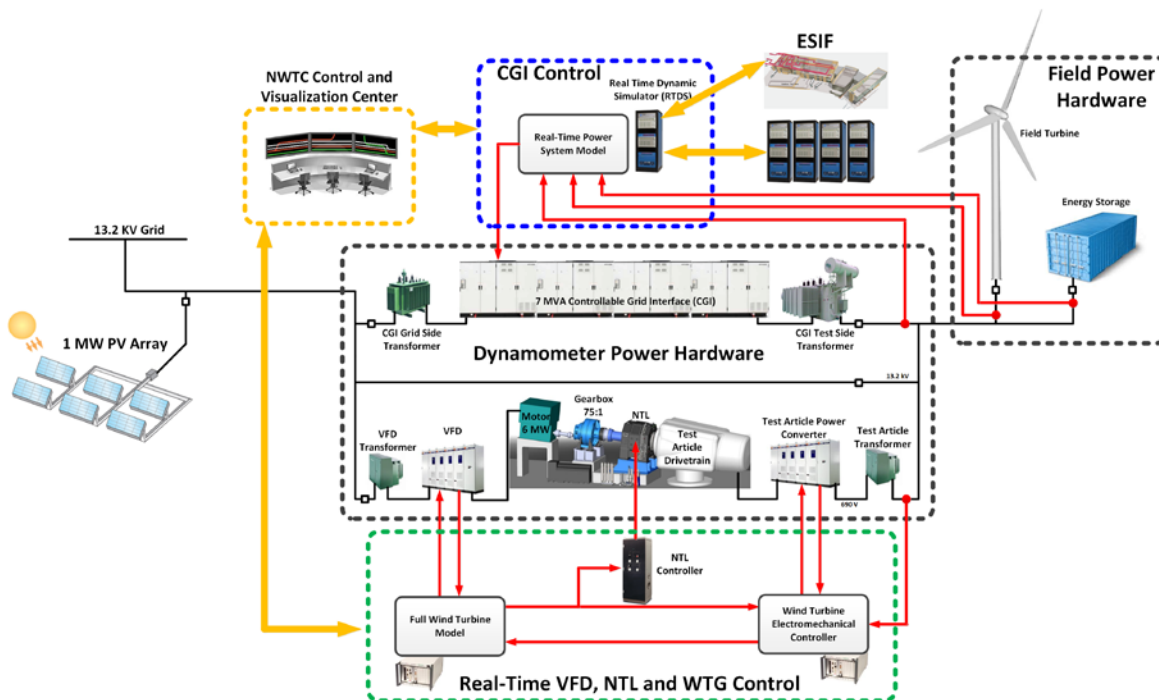 ESIF
CGI Control
NWTC Control and
Visualization Center
Real Time Dynamic
Simulator (RTDS)
Real-Time Power
System Model
Field Power
Hardware
Field Turbine
Energy Storage
13.2 KV Grid
1 MW PV Array
7 MVA Controllable Grid Interface (CGI)
CGI Grid Side
Transformer
CGI Test Side
Transformer
Dynamometer Power Hardware
13.2 kV
VFD
Transformer
VFD
Motor
6 MW
Gearbox
75:1
NTL
Test
Article
Drivetrain
Test Article Power
Converter
Test Article
Transformer
690 V
NTL
Controller
Full Wind Turbine
Model
Wind Turbine
Electromechanical
Controller
Real-Time VFD, NTL and WTG Control